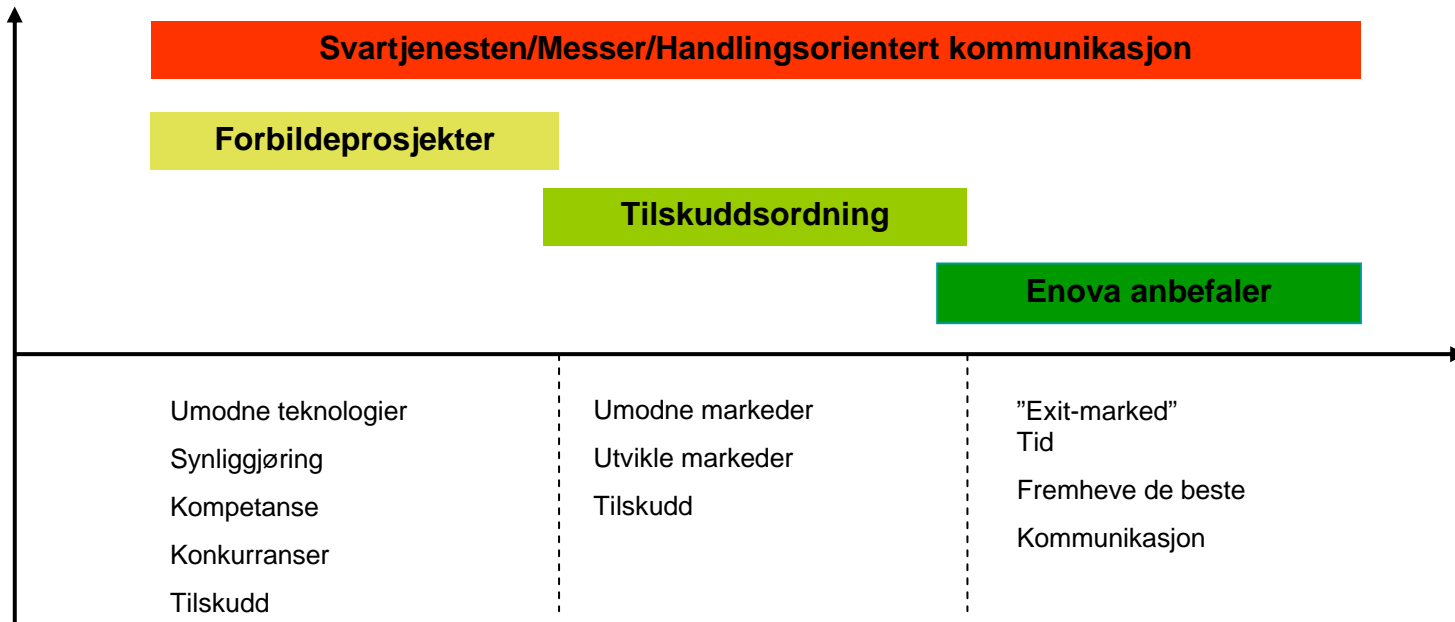 Svartjenesten/Messer/Handlingsorientert kommunikasjon
Forbildeprosjekter
Tilskuddsordning
Enova anbefaler
Umodne teknologier
Synliggjøring
Kompetanse
Konkurranser
Tilskudd
Umodne markeder
Utvikle markeder
Tilskudd
”Exit-marked”
Tid
Fremheve de beste
Kommunikasjon